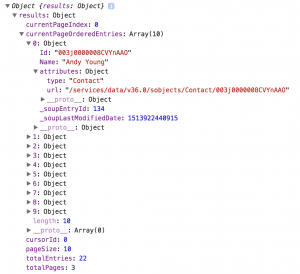 ▼ Object {results: Object}
▼ results: Object
currentPageIndex: 0
▼ currentPageOrderedEntries: Array(10)
▼ 0: Object
Id: "003j0000008CVYnAAO"
Name: "Andy Young"
▼ attributes: Object
type: "Contact"
url: "/services/data/v36.0/sobjects/Contact/003j0000008CVYnAAO"
▶ __proto__: Object
_soupEntryId: 134
_soupLastModifiedDate: 1513922440915
▶ __proto__: Object
▶ 1: Object
▶ 2: Object
▶ 3: Object
▶ 4: Object
▶ 5: Object
▶ 6: Object
▶ 7: Object
▶ 8: Object
▶ 9: Object
length: 10
▶ __proto__: Array(0)
cursorId: 0
pageSize: 10
totalEntries: 22
totalPages: 3